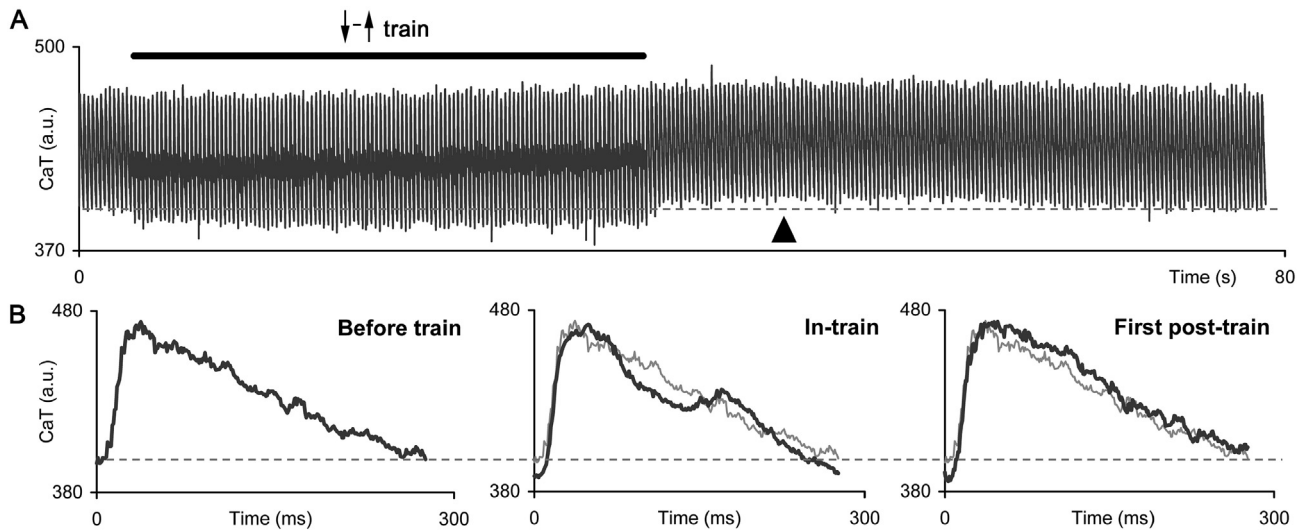 A
↓-↑ train
500
CaT (a.u.)
370
0
Time (s)
80
B
480
Before train
CaT (a.u.)
380
0
Time (ms)
300
480
In-train
380
0
Time (ms)
300
480
First post-train
380
0
Time (ms)
300